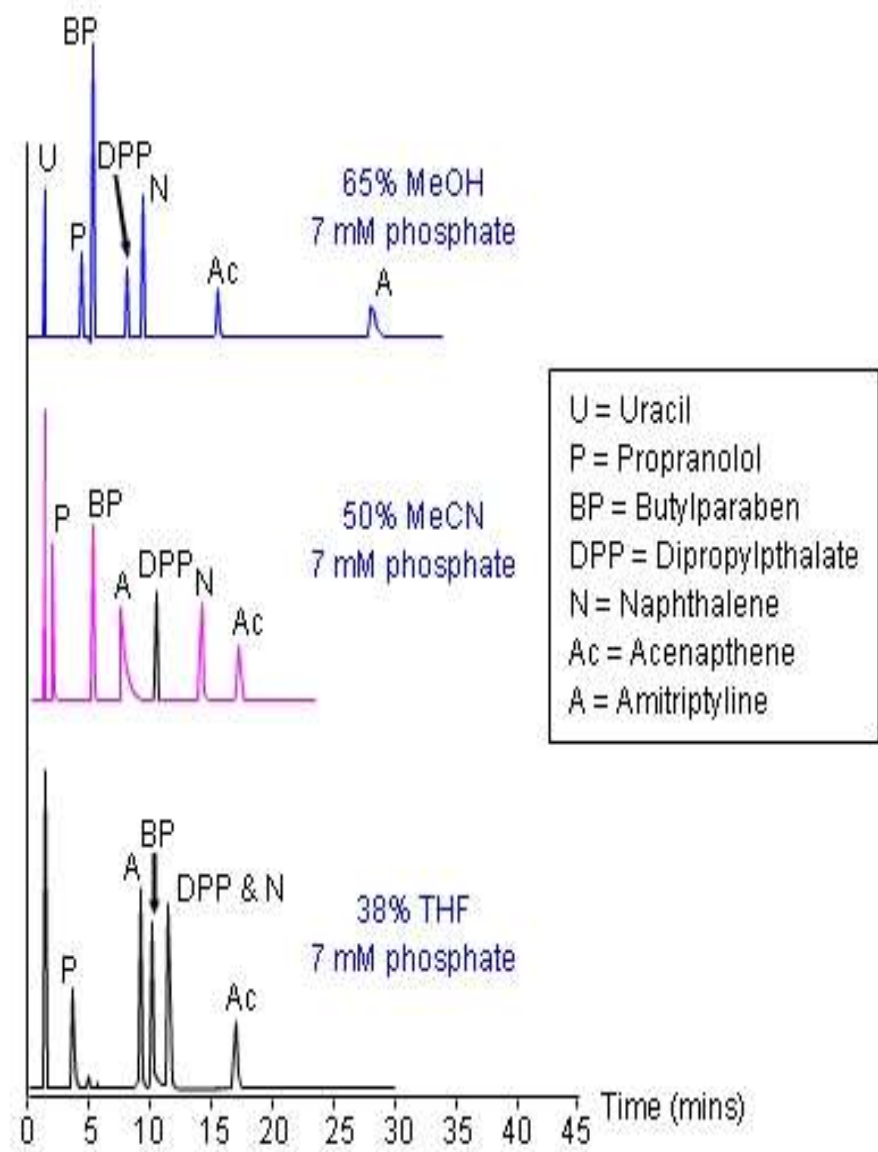 BP
U
DPP
N
P
Ac
A
65% MeOH
7 mM phosphate
P
BP
A
DPP
N
Ac
50% MeCN
7 mM phosphate
U = Uracil
P = Propranolol
BP = Butylparaben
DPP = Dipropylpthalate
N = Naphthalene
Ac = Acenapthene
A = Amitriptyline
BP
A
DPP & N
P
Ac
38% THF
7 mM phosphate
0 5 10 15 20 25 30 35 40 45
Time (mins)